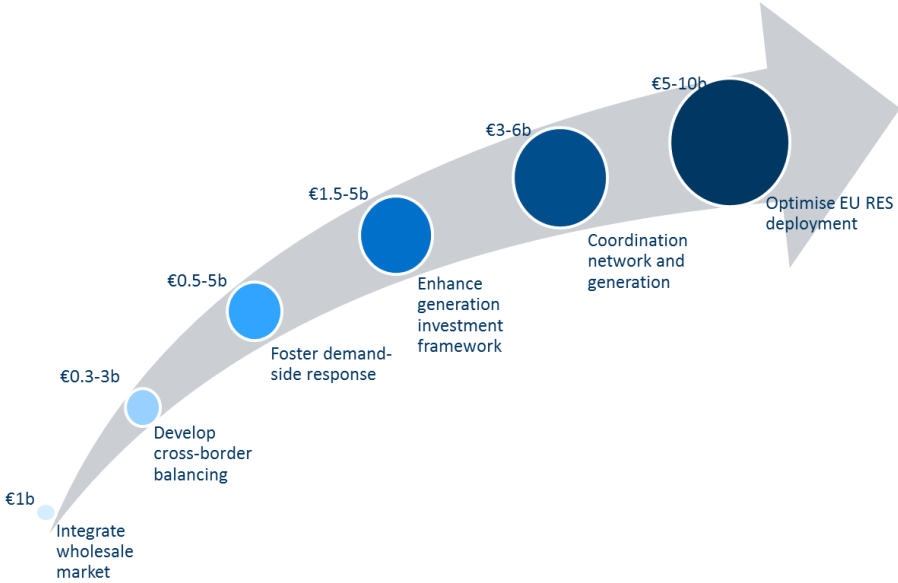 €1b
Integrate
wholesale
market
€0.3-3b
Develop
cross-border
balancing
€0.5-5b
Foster demand-
side response
€1.5-5b
Enhance
generation
investment
framework
€3-6b
Coordination
network and
generation
€5-10b
Optimise EU RES
deployment